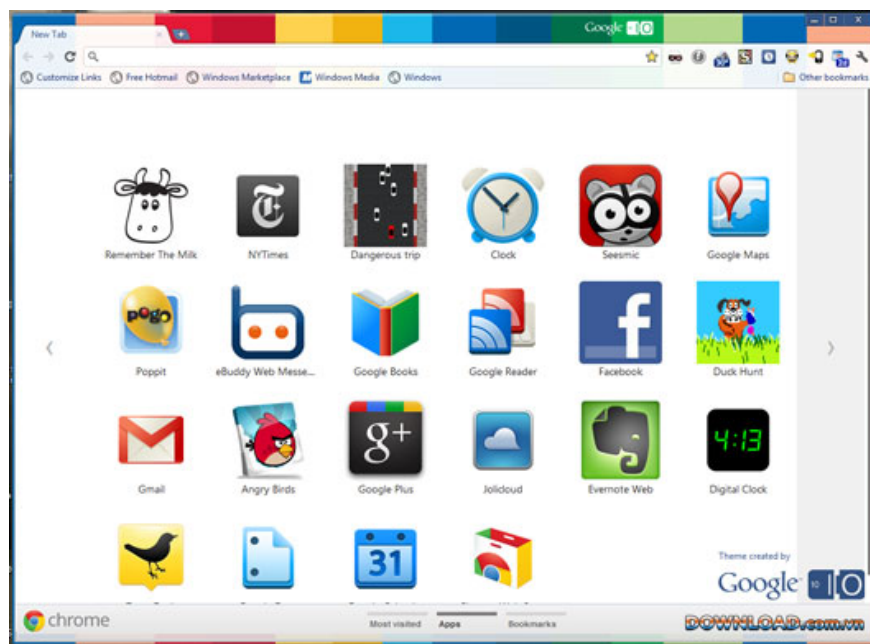 New Tab
Google 10 IO
Customize Links Free Hotmail Windows Marketplace Windows Media Windows Other bookmarks
Remember The Milk NYTimes Dangerous trip Clock Seesmic Google Maps
pogo
Poppit eBuddy Web Messe... Google Books Google Reader Facebook Duck Hunt
g+ 4:13
Gmail Angry Birds Google Plus Jolicloud Evernote Web Digital Clock
31
Theme created by
Google 10 IO
chrome Most visited Apps Bookmarks DOWNLOAD.com.vn